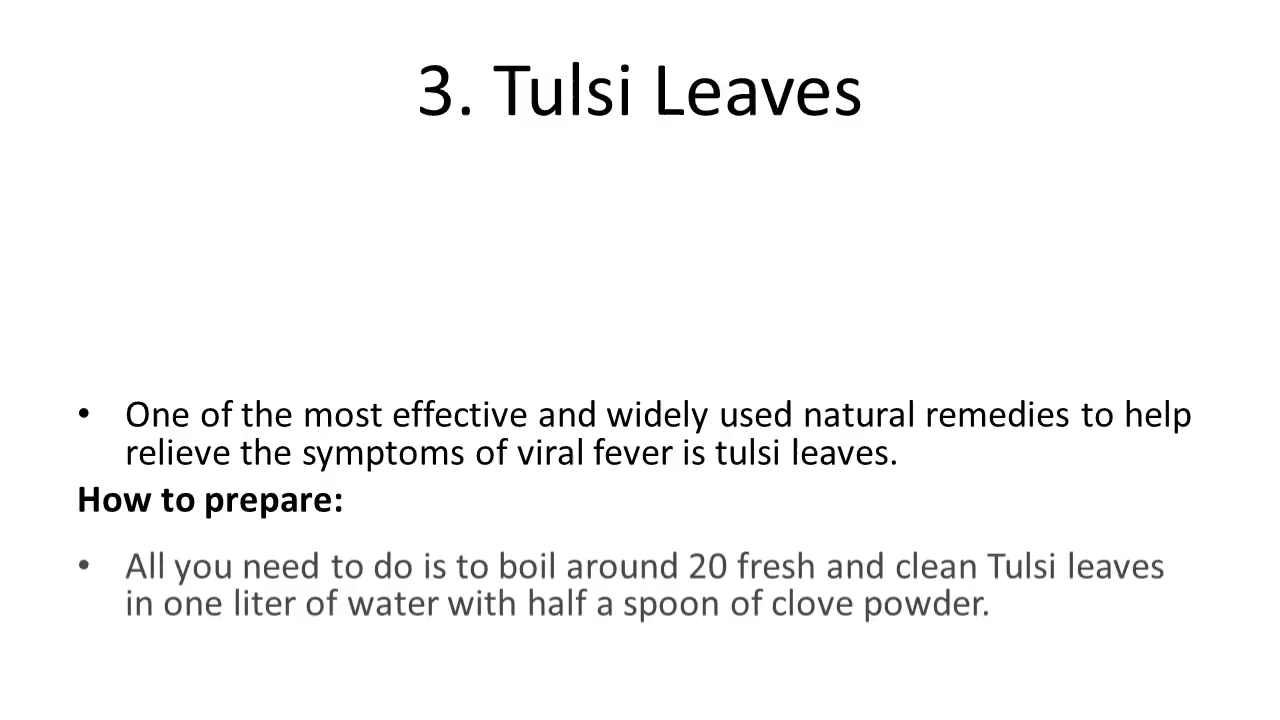 3. Tulsi Leaves
• One of the most effective and widely used natural remedies to help
relieve the symptoms of viral fever is tulsi leaves.
How to prepare:
• All you need to do is to boil around 20 fresh and clean Tulsi leaves
in one liter of water with half a spoon of clove powder.